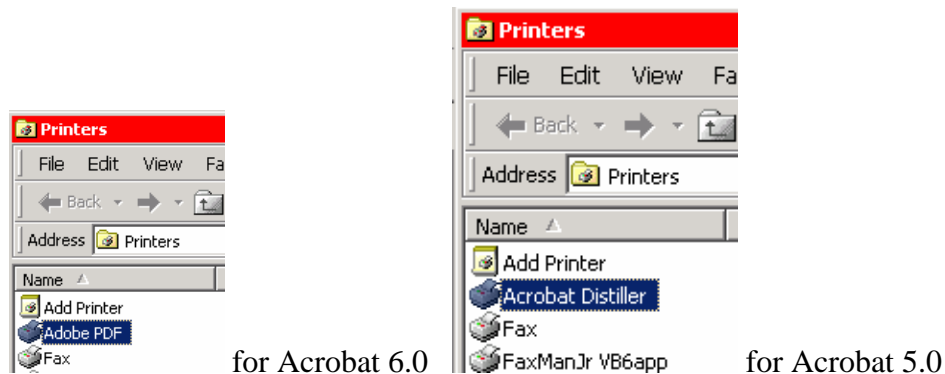 Printers
File Edit View Fa
Back
Address Printers
Name
Add Printer
Adobe PDF
Fax
for Acrobat 6.0
Printers
File Edit View Fa
Back
Address Printers
Name
Add Printer
Acrobat Distiller
Fax
FaxManJr VB6app
for Acrobat 5.0